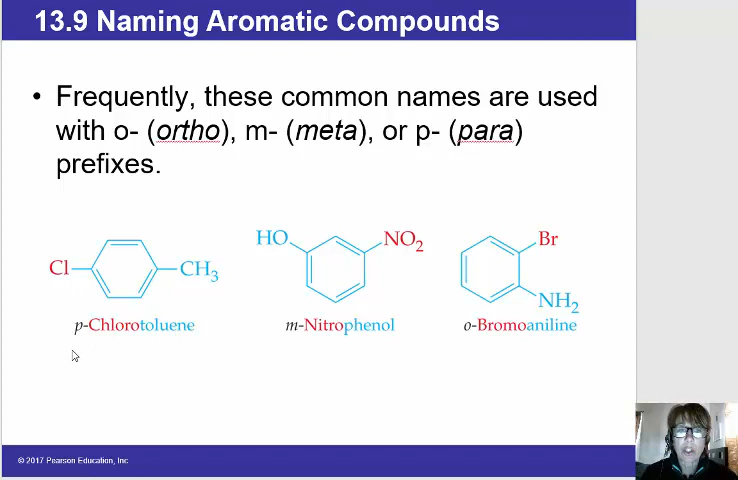 13.9 Naming Aromatic Compounds
• Frequently, these common names are used
with o- (ortho), m- (meta), or p- (para)
prefixes.
Cl CH3
HO NO2
Br
NH2
p-Chlorotoluene
m-Nitrophenol
o-Bromoaniline
© 2017 Pearson Education, Inc